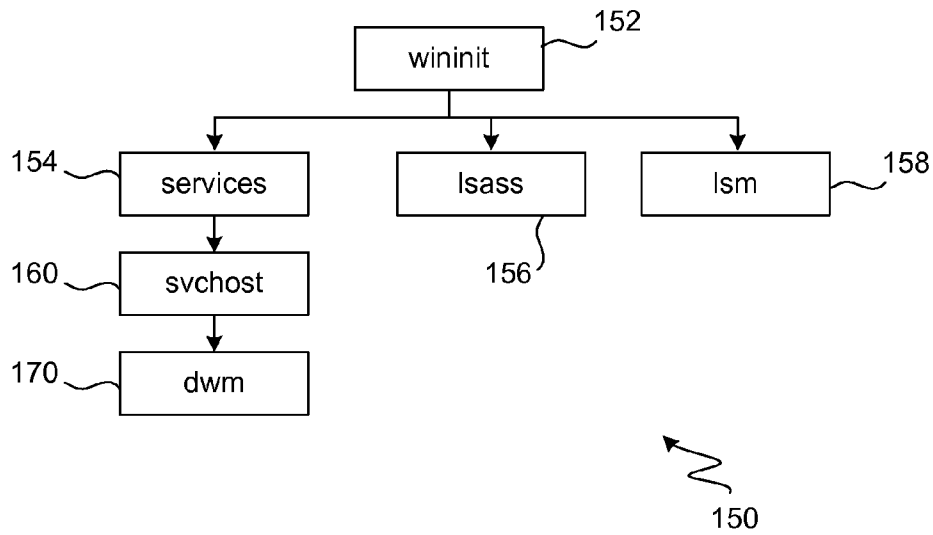 wininit
152
154
services
lsass
lsm
158
156
160
svchost
170
dwm
150